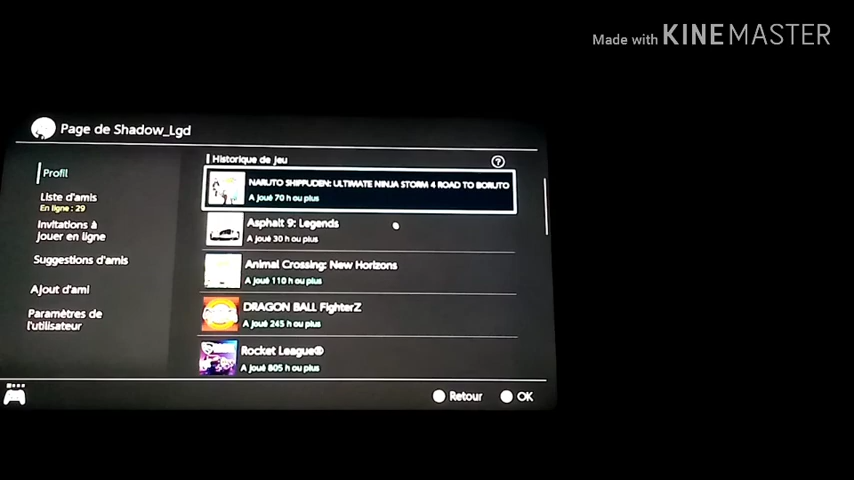 Made with KINEMASTER
Page de Shadow_Lgd
Profil
Liste d'amis
En ligne : 29
Invitations à
jouer en ligne
Suggestions d'amis
Ajout d'ami
Paramètres de
l'utilisateur
Historique de jeu
?
NARUTO SHIPPUDEN: ULTIMATE NINJA STORM 4 ROAD TO BORUTO
A joué 70 h ou plus
Asphalt 9: Legends
A joué 30 h ou plus
Animal Crossing: New Horizons
A joué 110 h ou plus
DRAGON BALL FighterZ
A joué 245 h ou plus
Rocket League®
A joué 805 h ou plus
Retour
OK